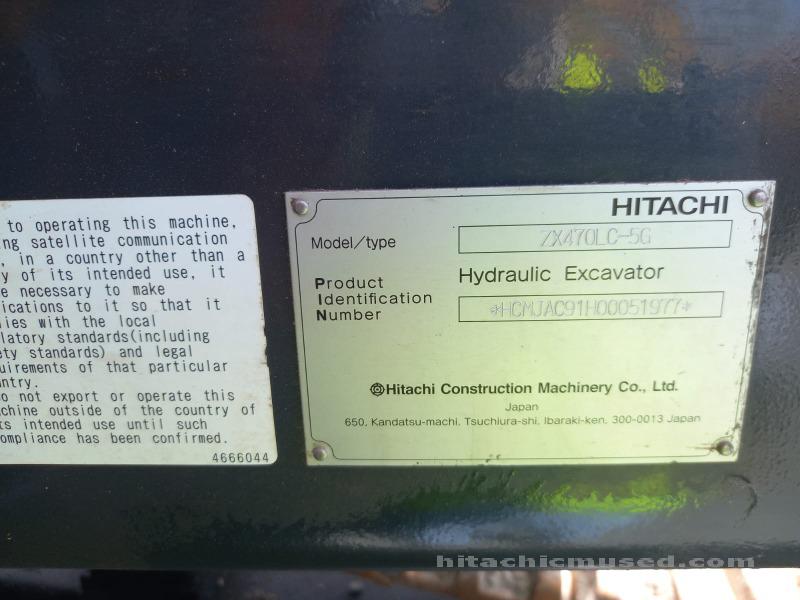 to operating this machine,
ng satellite communication
, in a country other than a
y of its intended use, it
e necessary to make
ications to it so that it
ies with the local
latory standards(including
ety standards) and legal
uirements of that particular
ntry.
o not export or operate this
achine outside of the country of
ts intended use until such
ompliance has been confirmed.
4666044
HITACHI
Model/type ZX470LC-5G
Hydraulic Excavator
Product
Identification
Number *HCMJAC91H00051977*
Hitachi Construction Machinery Co., Ltd.
Japan
650, Kandatsu-machi, Tsuchiura-shi, Ibaraki-ken, 300-0013 Japan
hitachicmused.com